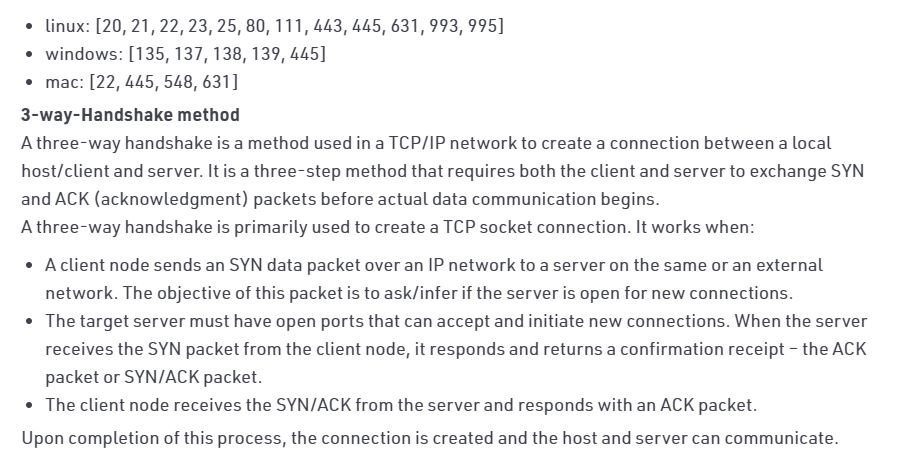 • linux: [20, 21, 22, 23, 25, 80, 111, 443, 445, 631, 993, 995]
• windows: [135, 137, 138, 139, 445]
• mac: [22, 445, 548, 631]
3-way-Handshake method
A three-way handshake is a method used in a TCP/IP network to create a connection between a local
host/client and server. It is a three-step method that requires both the client and server to exchange SYN
and ACK (acknowledgment) packets before actual data communication begins.
A three-way handshake is primarily used to create a TCP socket connection. It works when:
• A client node sends an SYN data packet over an IP network to a server on the same or an external
network. The objective of this packet is to ask/infer if the server is open for new connections.
• The target server must have open ports that can accept and initiate new connections. When the server
receives the SYN packet from the client node, it responds and returns a confirmation receipt – the ACK
packet or SYN/ACK packet.
• The client node receives the SYN/ACK from the server and responds with an ACK packet.
Upon completion of this process, the connection is created and the host and server can communicate.